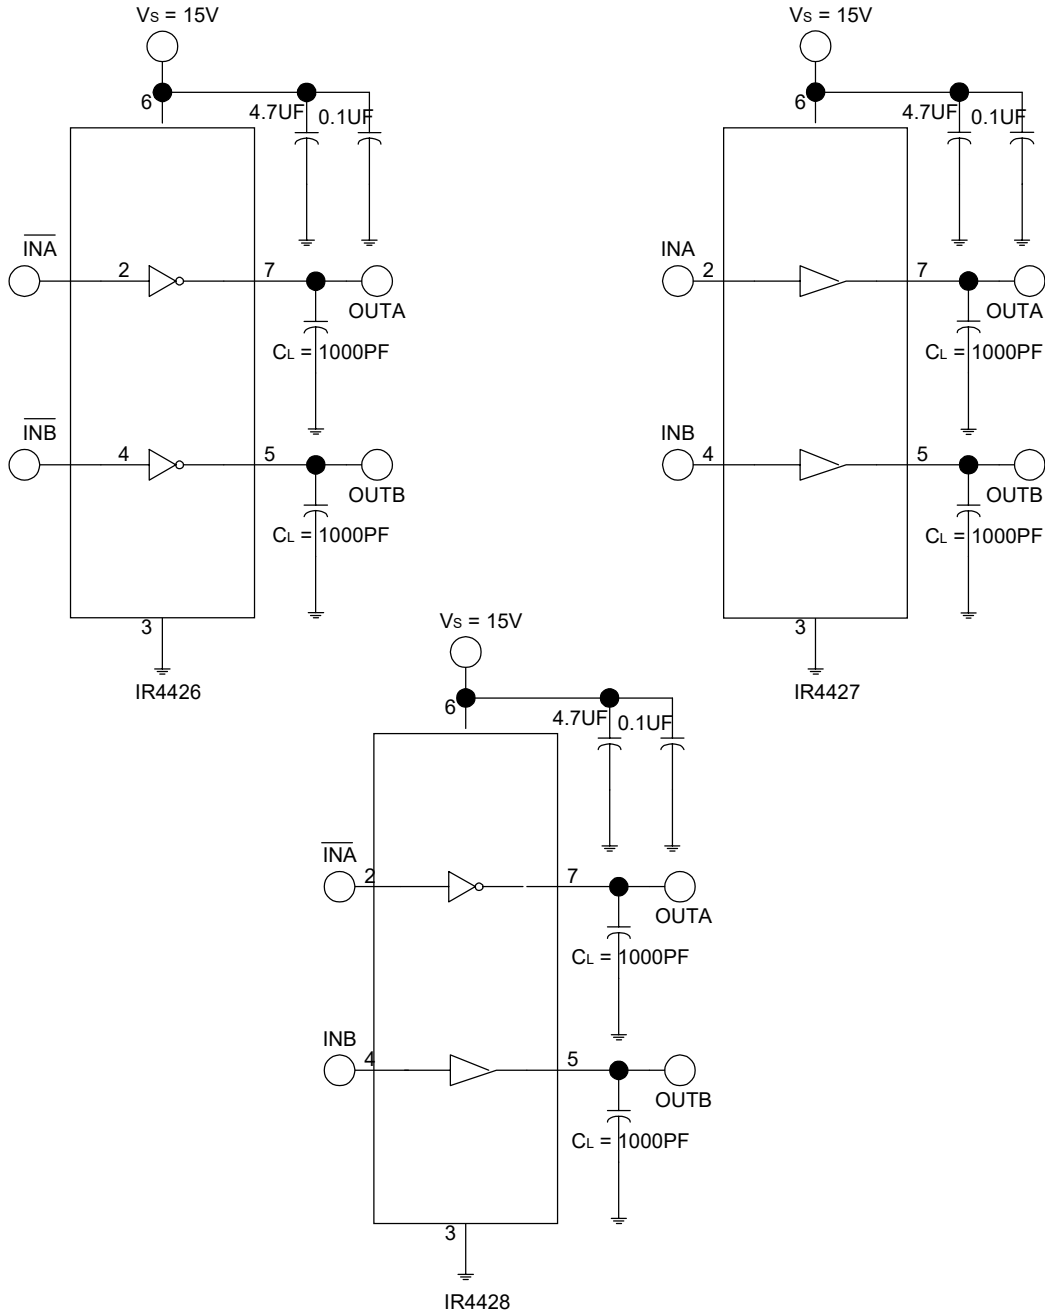 Vs = 15V
6
4.7UF
0.1UF
INA
2
7
OUTA
CL = 1000PF
INB
4
5
OUTB
CL = 1000PF
3
IR4426
Vs = 15V
6
4.7UF
0.1UF
INA
2
7
OUTA
CL = 1000PF
INB
4
5
OUTB
CL = 1000PF
3
IR4427
Vs = 15V
6
4.7UF
0.1UF
INA
2
7
OUTA
CL = 1000PF
INB
4
5
OUTB
CL = 1000PF
3
IR4428